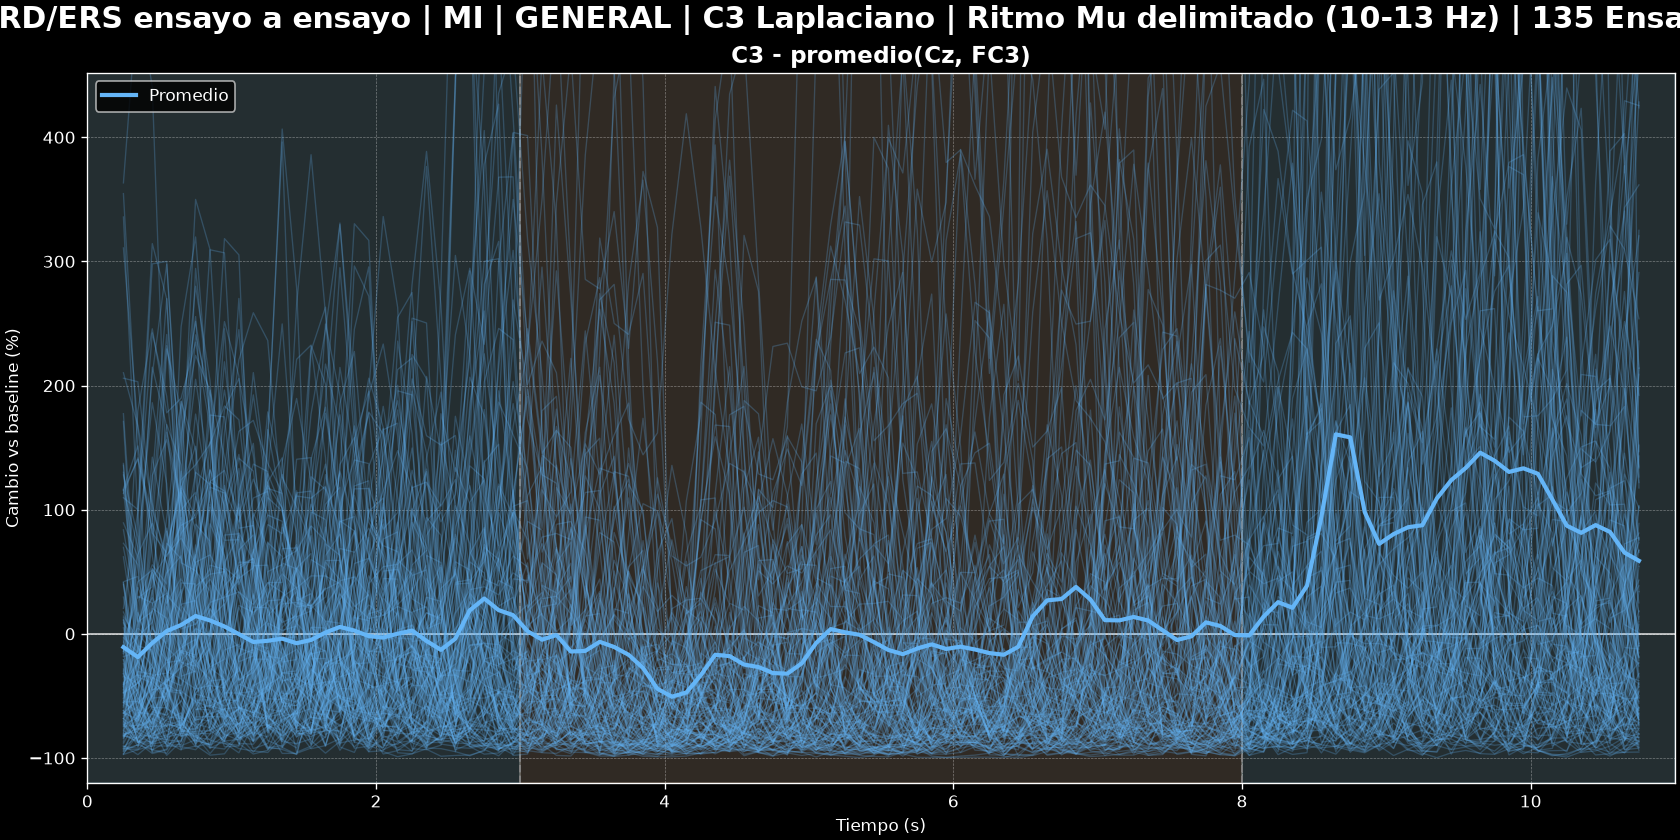 RD/ERS ensayo a ensayo | MI | GENERAL | C3 Laplaciano | Ritmo Mu delimitado (10-13 Hz) | 135 Ensa
C3 - promedio(Cz, FC3)
Promedio
400
300
200
100
0
−100
Cambio vs baseline (%)
0 2 4 6 8 10
Tiempo (s)